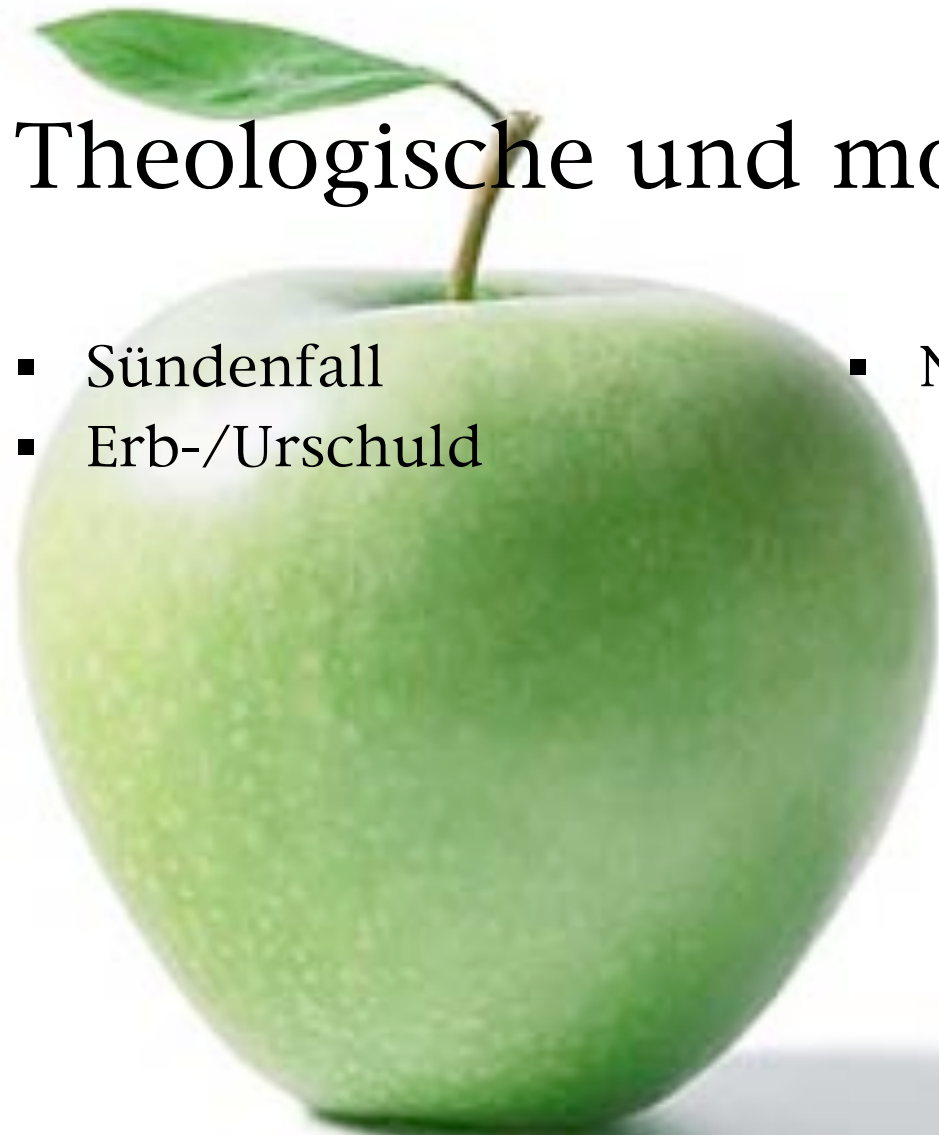 Theologische und mo
▪ Sündenfall
▪ Erb-/Urschuld
▪ N